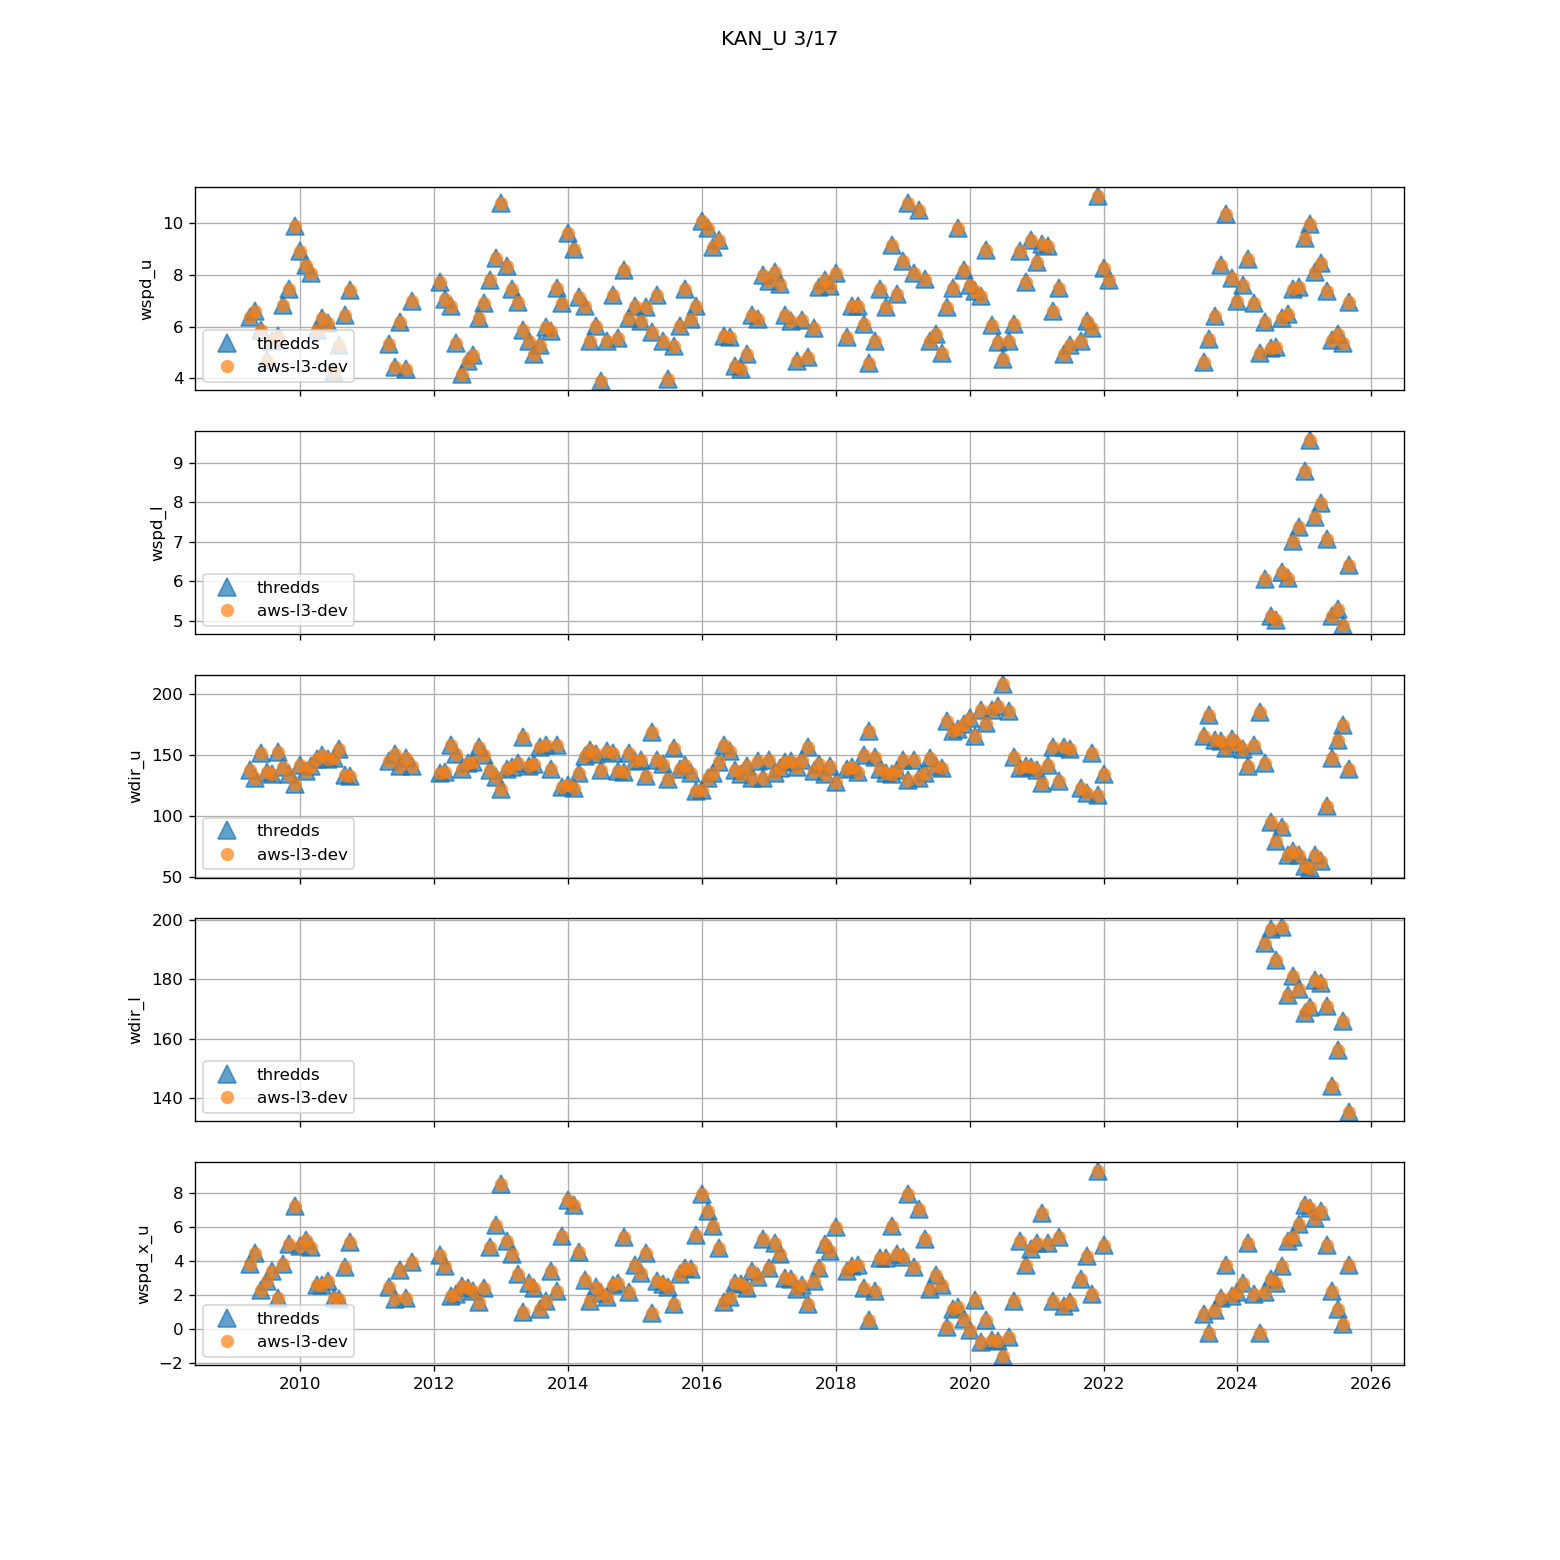 KAN_U 3/17
10
8
6
4
wspd_u
thredds
aws-l3-dev
9
8
7
6
5
wspd_l
thredds
aws-l3-dev
200
150
100
50
wdir_u
thredds
aws-l3-dev
200
180
160
140
wdir_l
thredds
aws-l3-dev
8
6
4
2
0
−2
wspd_x_u
thredds
aws-l3-dev
2010 2012 2014 2016 2018 2020 2022 2024 2026